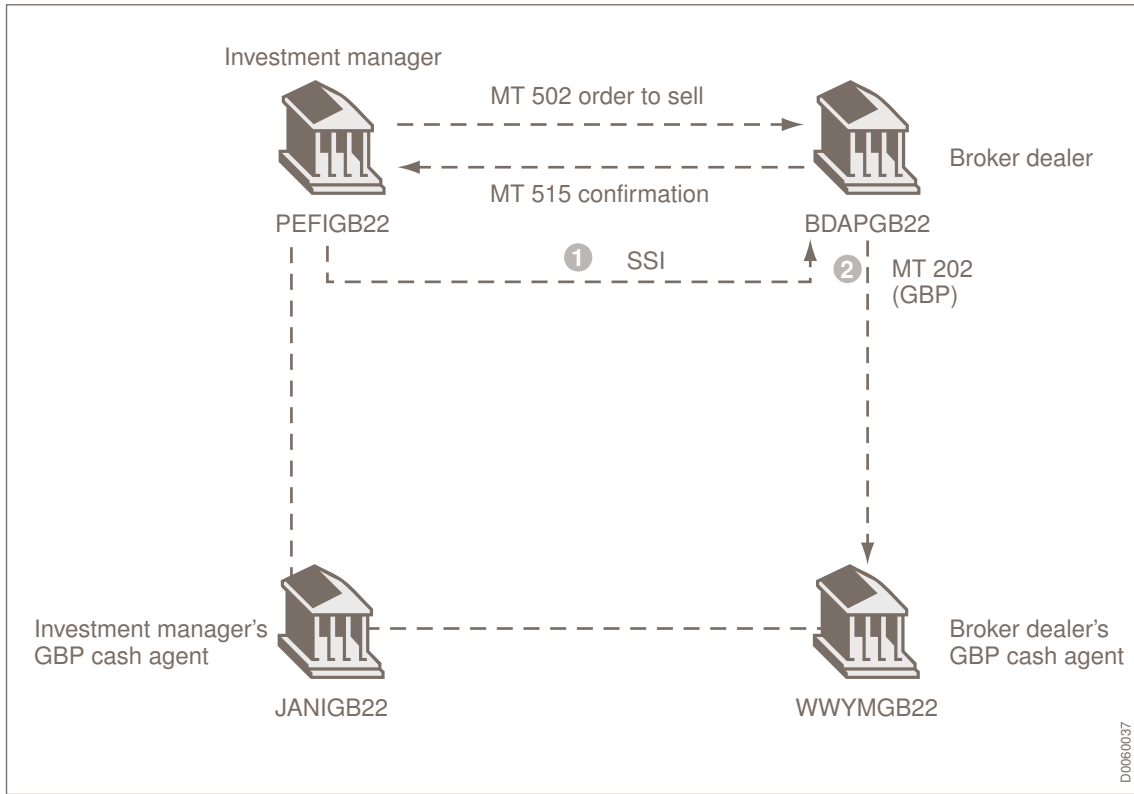 Investment manager
MT 502 order to sell
Broker dealer
MT 515 confirmation
PEFIGB22
BDAPGB22
1 SSI
2 MT 202
(GBP)
Investment manager's
GBP cash agent
Broker dealer's
GBP cash agent
JANIGB22
WWYMGB22
D0060037